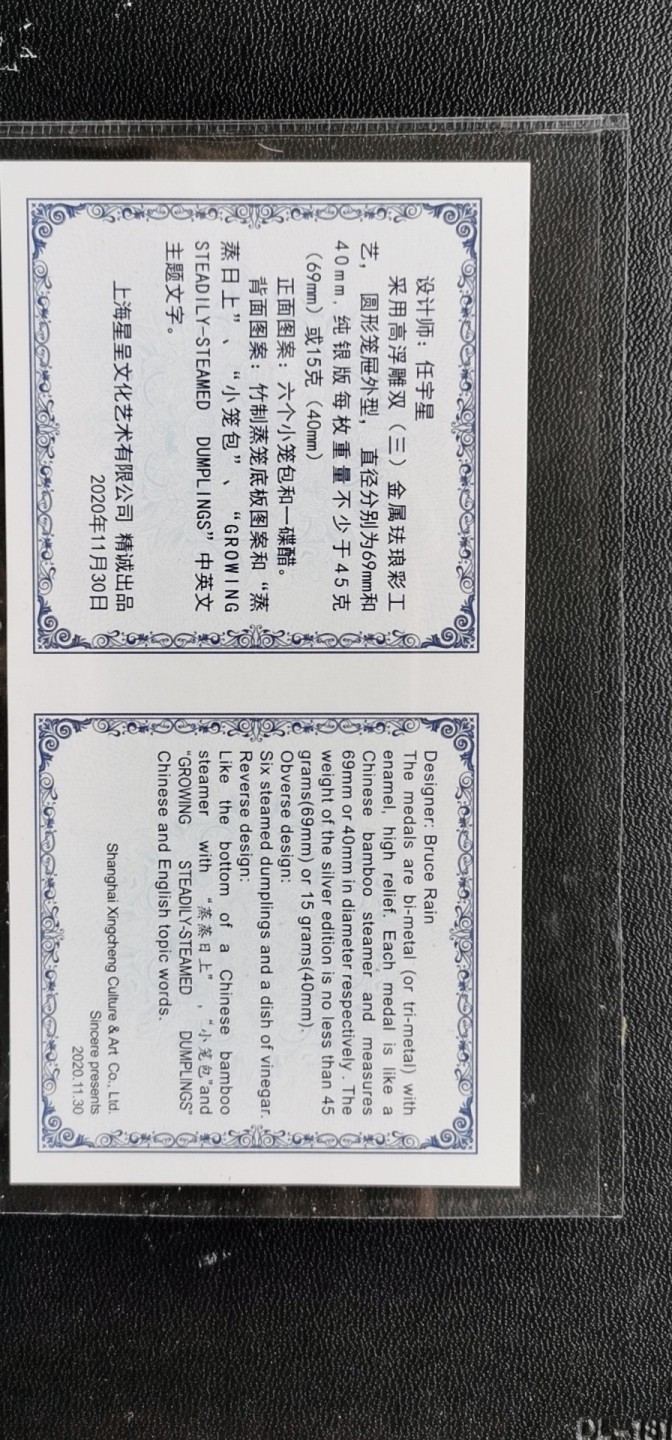 设计师：任宇星
采用高浮雕双（三）金属珐琅彩工
艺，圆形笼屉外型，直径分别为69mm和
40mm，纯银版每枚重量不少于45克
（69mm）或15克（40mm）
正面图案：六个小笼包和一碟醋。
背面图案：竹制蒸笼底板图案和“蒸
蒸日上”、“小笼包”、“GROWING
STEADILY-STEAMED DUMPLINGS”中英文
主题文字。
上海星呈文化艺术有限公司 精诚出品
2020年11月30日
Designer: Bruce Rain
The medals are bi-metal (or tri-metal) with
enamel, high relief. Each medal is like a
Chinese bamboo steamer and measures
69mm or 40mm in diameter respectively. The
weight of the silver edition is no less than 45
grams(69mm) or 15 grams(40mm).
Obverse design:
Six steamed dumplings and a dish of vinegar.
Reverse design:
Like the bottom of a Chinese bamboo
steamer with “蒸蒸日上”，“小笼包”and
“GROWING STEADILY-STEAMED DUMPLINGS”
Chinese and English topic words.
Shanghai Xingcheng Culture & Art Co., Ltd.
Sincere presents
2020.11.30